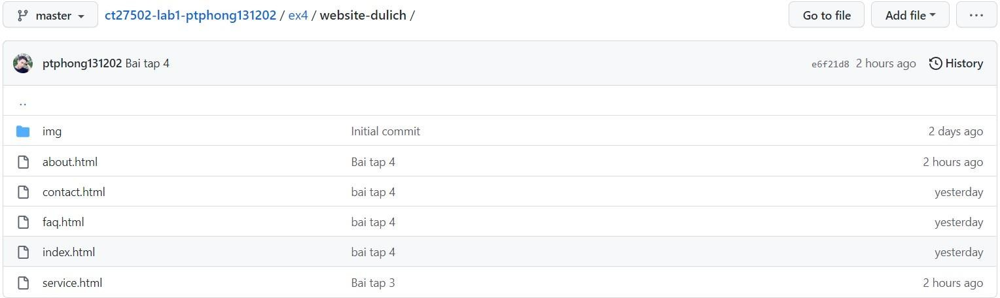 master ct27502-lab1-ptphong131202 / ex4 / website-dulich / Go to file Add file ...
ptphong131202 Bai tap 4 e6f21d8 2 hours ago History
..
img Initial commit 2 days ago
about.html Bai tap 4 2 hours ago
contact.html bai tap 4 yesterday
faq.html bai tap 4 yesterday
index.html bai tap 4 yesterday
service.html Bai tap 3 2 hours ago